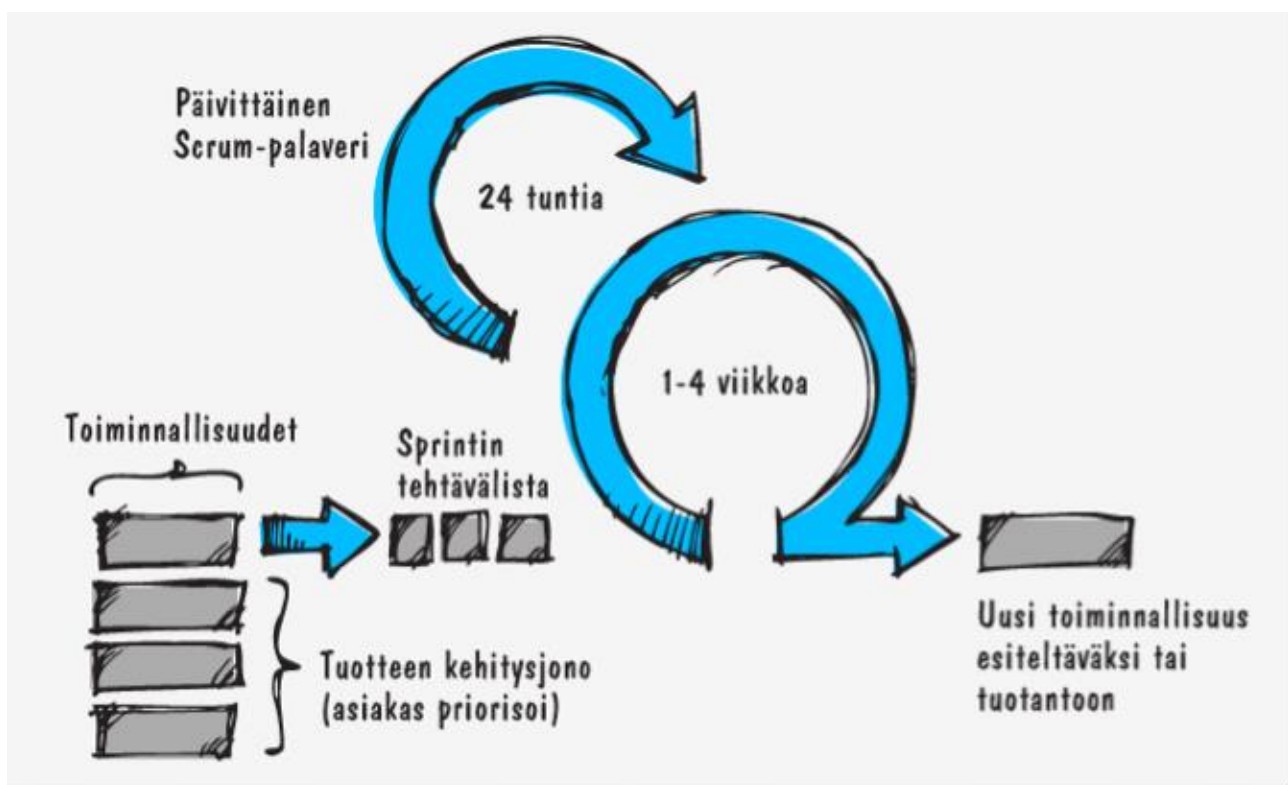 Päivittäinen
Scrum-palaveri
24 tuntia
1-4 viikkoa
Toiminnallisuudet
Sprintin
tehtävälista
Tuotteen kehitysjono
(asiakas priorisoi)
Uusi toiminnallisuus
esiteltäväksi tai
tuotantoon